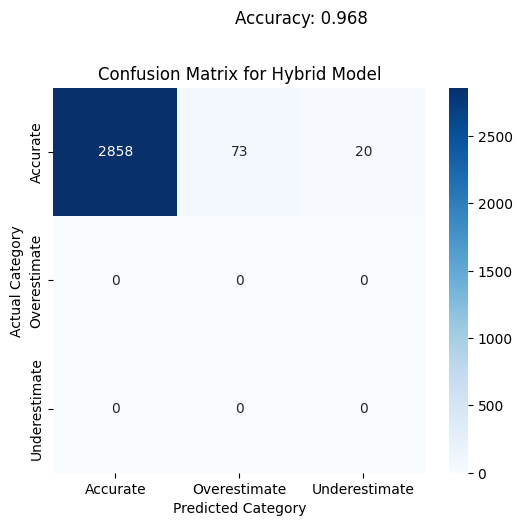 Accuracy: 0.968
Confusion Matrix for Hybrid Model
Actual Category
Accurate
2858 73 20
Overestimate
0 0 0
Underestimate
0 0 0
Accurate Overestimate Underestimate
Predicted Category
2500
2000
1500
1000
500
0